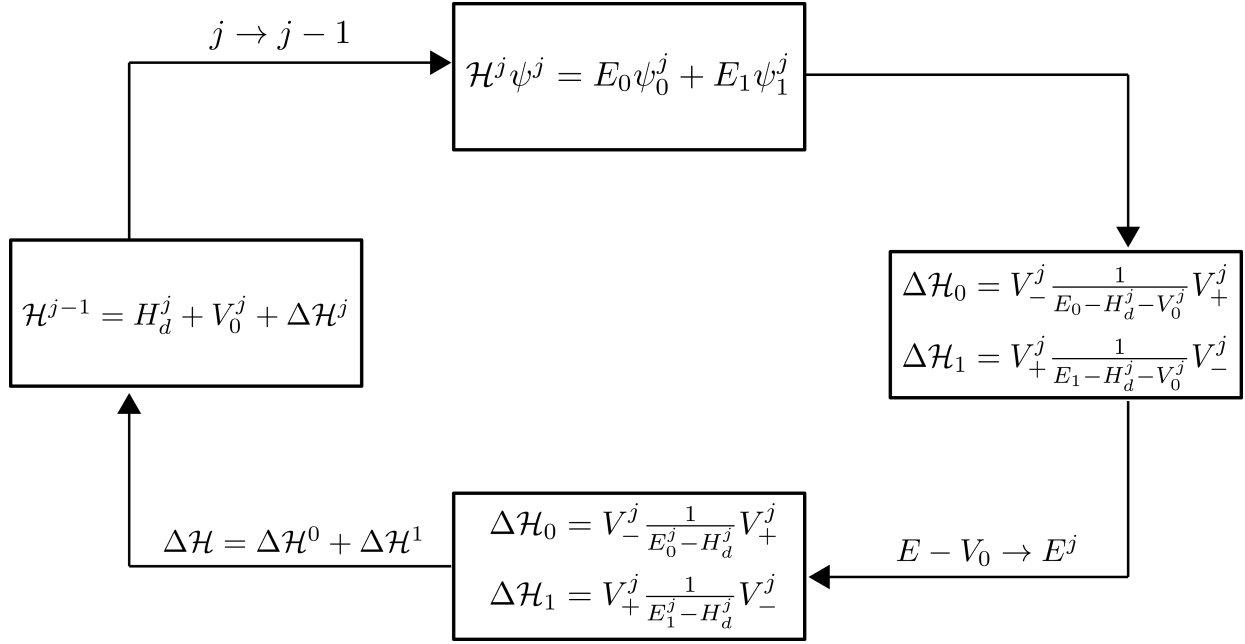 j → j − 1
ℋ^j ψ^j = E_0 ψ_0^j + E_1 ψ_1^j
Δℋ_0 = V_−^j \frac{1}{E_0 − H_d^j − V_0^j} V_+^j
Δℋ_1 = V_+^j \frac{1}{E_1 − H_d^j − V_0^j} V_−^j
E − V_0 → E^j
Δℋ_0 = V_−^j \frac{1}{E_0^j − H_d^j} V_+^j
Δℋ_1 = V_+^j \frac{1}{E_1^j − H_d^j} V_−^j
Δℋ = Δℋ^0 + Δℋ^1
ℋ^{j−1} = H_d^j + V_0^j + Δℋ^j